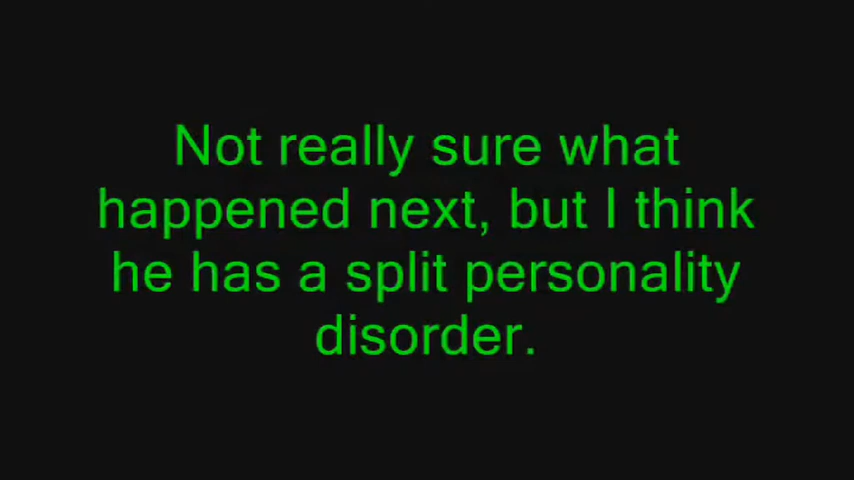 Not really sure what
happened next, but I think
he has a split personality
disorder.